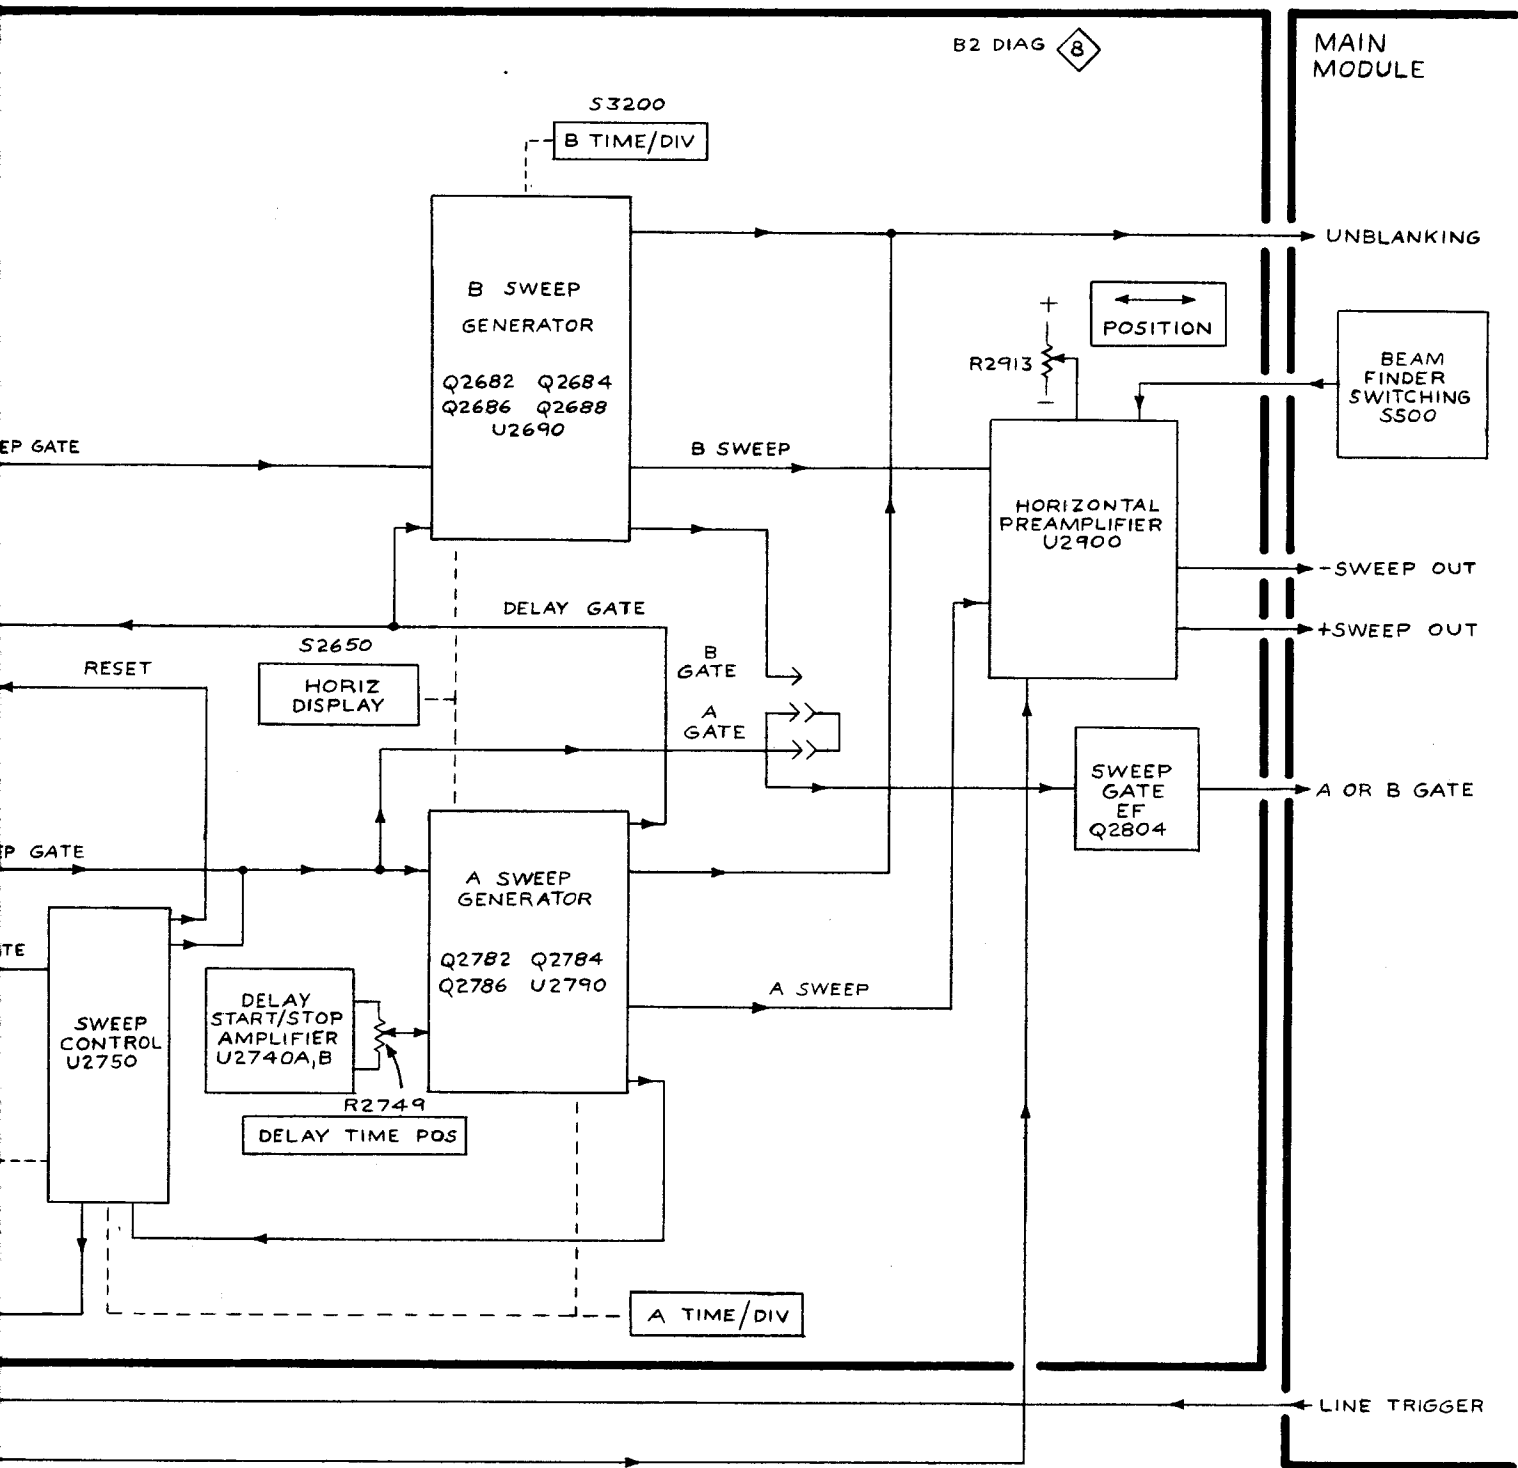 B2 DIAG 8
MAIN
MODULE
S3200
B TIME/DIV
UNBLANKING
B SWEEP
GENERATOR
Q2682 Q2684
Q2686 Q2688
U2690
+
R2913
−
POSITION
BEAM
FINDER
SWITCHING
S500
EP GATE
B SWEEP
HORIZONTAL
PREAMPLIFIER
U2900
-SWEEP OUT
+SWEEP OUT
DELAY GATE
S2650
HORIZ
DISPLAY
RESET
B
GATE
A
GATE
SWEEP
GATE
EF
Q2804
A OR B GATE
P GATE
A SWEEP
GENERATOR
Q2782 Q2784
Q2786 U2790
TE
SWEEP
CONTROL
U2750
DELAY
START/STOP
AMPLIFIER
U2740A,B
A SWEEP
R2749
DELAY TIME POS
A TIME/DIV
LINE TRIGGER